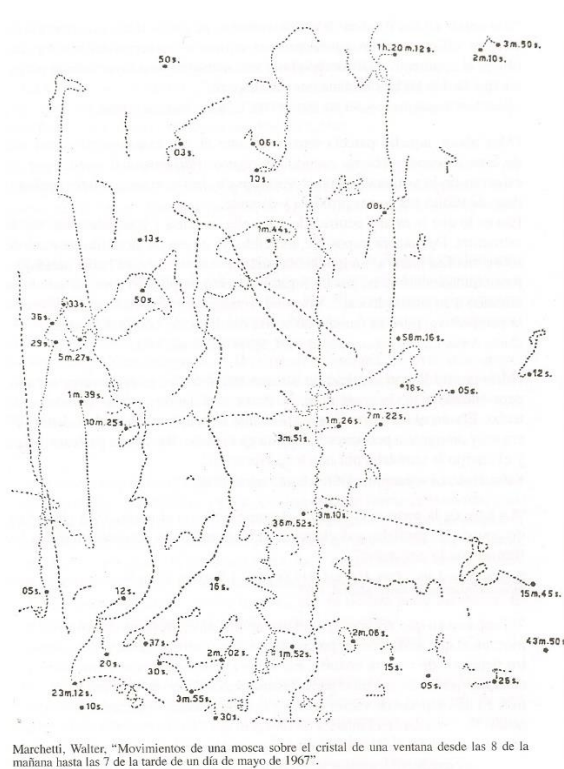 50s.
1h. 20m. 12s.
3m. 50s.
2m. 10s.
03s.
06s.
10s.
08s.
13s.
1m. 44s.
50s.
33s.
36s.
29s.
5m. 27s.
58m. 16s.
12s.
18s.
05s.
1m. 39s.
10m. 25s.
3m. 51s.
1m. 26s.
7m. 22s.
36m. 52s.
3m. 10s.
16s.
15m. 45s.
05s.
12s.
37s.
2m. 06s.
43m. 50s
20s.
30s.
2m. 02s.
1m. 52s.
15s.
05s.
26s.
23m. 12s.
10s.
3m. 55s.
30s.
Marchetti, Walter, “Movimientos de una mosca sobre el cristal de una ventana desde las 8 de la
mañana hasta las 7 de la tarde de un día de mayo de 1967”.